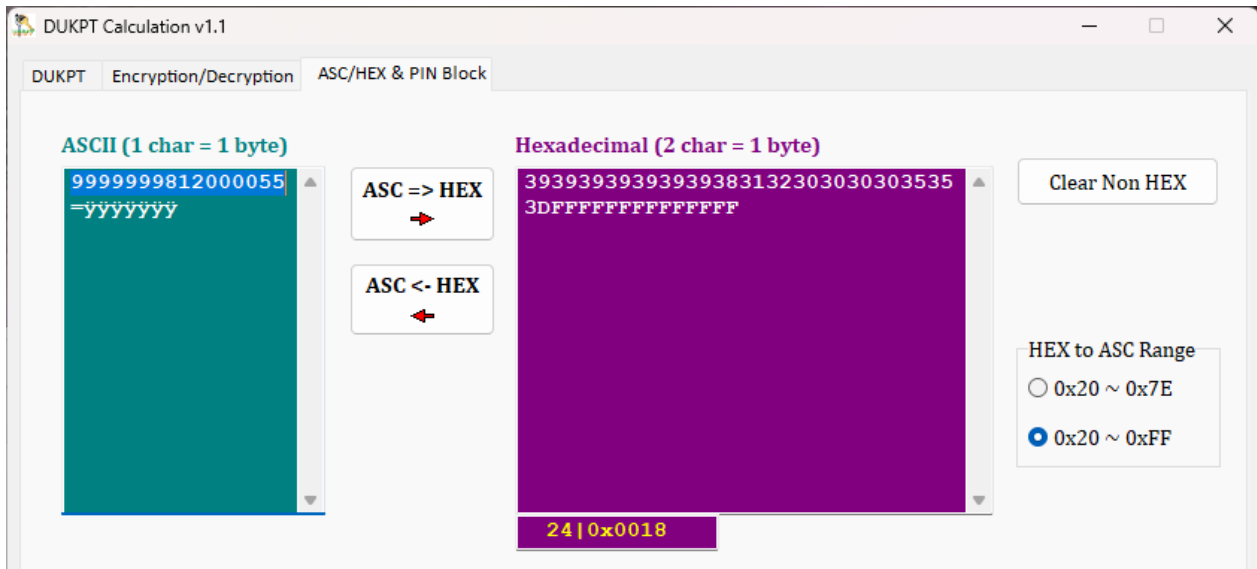 DUKPT Calculation v1.1
DUKPT Encryption/Decryption ASC/HEX & PIN Block
ASCII (1 char = 1 byte)
9999999812000055
=ÿÿÿÿÿÿÿ
ASC => HEX
ASC <- HEX
Hexadecimal (2 char = 1 byte)
39393939393939383132303030303535
3DFFFFFFFFFFFFFF
24|0x0018
Clear Non HEX
HEX to ASC Range
0x20 ~ 0x7E
0x20 ~ 0xFF